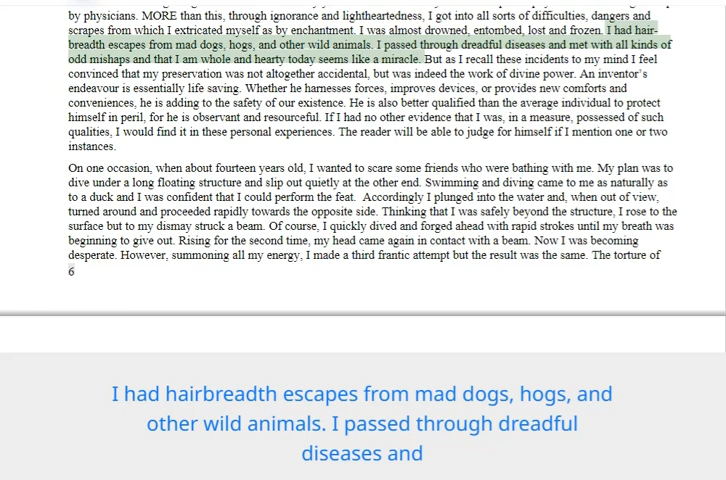 by physicians. MORE than this, through ignorance and lightheartedness, I got into all sorts of difficulties, dangers and
scrapes from which I extricated myself as by enchantment. I was almost drowned, entombed, lost and frozen. I had hair-
breadth escapes from mad dogs, hogs, and other wild animals. I passed through dreadful diseases and met with all kinds of
odd mishaps and that I am whole and hearty today seems like a miracle. But as I recall these incidents to my mind I feel
convinced that my preservation was not altogether accidental, but was indeed the work of divine power. An inventor's
endeavour is essentially life saving. Whether he harnesses forces, improves devices, or provides new comforts and
conveniences, he is adding to the safety of our existence. He is also better qualified than the average individual to protect
himself in peril, for he is observant and resourceful. If I had no other evidence that I was, in a measure, possessed of such
qualities, I would find it in these personal experiences. The reader will be able to judge for himself if I mention one or two
instances.
On one occasion, when about fourteen years old, I wanted to scare some friends who were bathing with me. My plan was to
dive under a long floating structure and slip out quietly at the other end. Swimming and diving came to me as naturally as
to a duck and I was confident that I could perform the feat. Accordingly I plunged into the water and, when out of view,
turned around and proceeded rapidly towards the opposite side. Thinking that I was safely beyond the structure, I rose to the
surface but to my dismay struck a beam. Of course, I quickly dived and forged ahead with rapid strokes until my breath was
beginning to give out. Rising for the second time, my head came again in contact with a beam. Now I was becoming
desperate. However, summoning all my energy, I made a third frantic attempt but the result was the same. The torture of
6
I had hairbreadth escapes from mad dogs, hogs, and
other wild animals. I passed through dreadful
diseases and